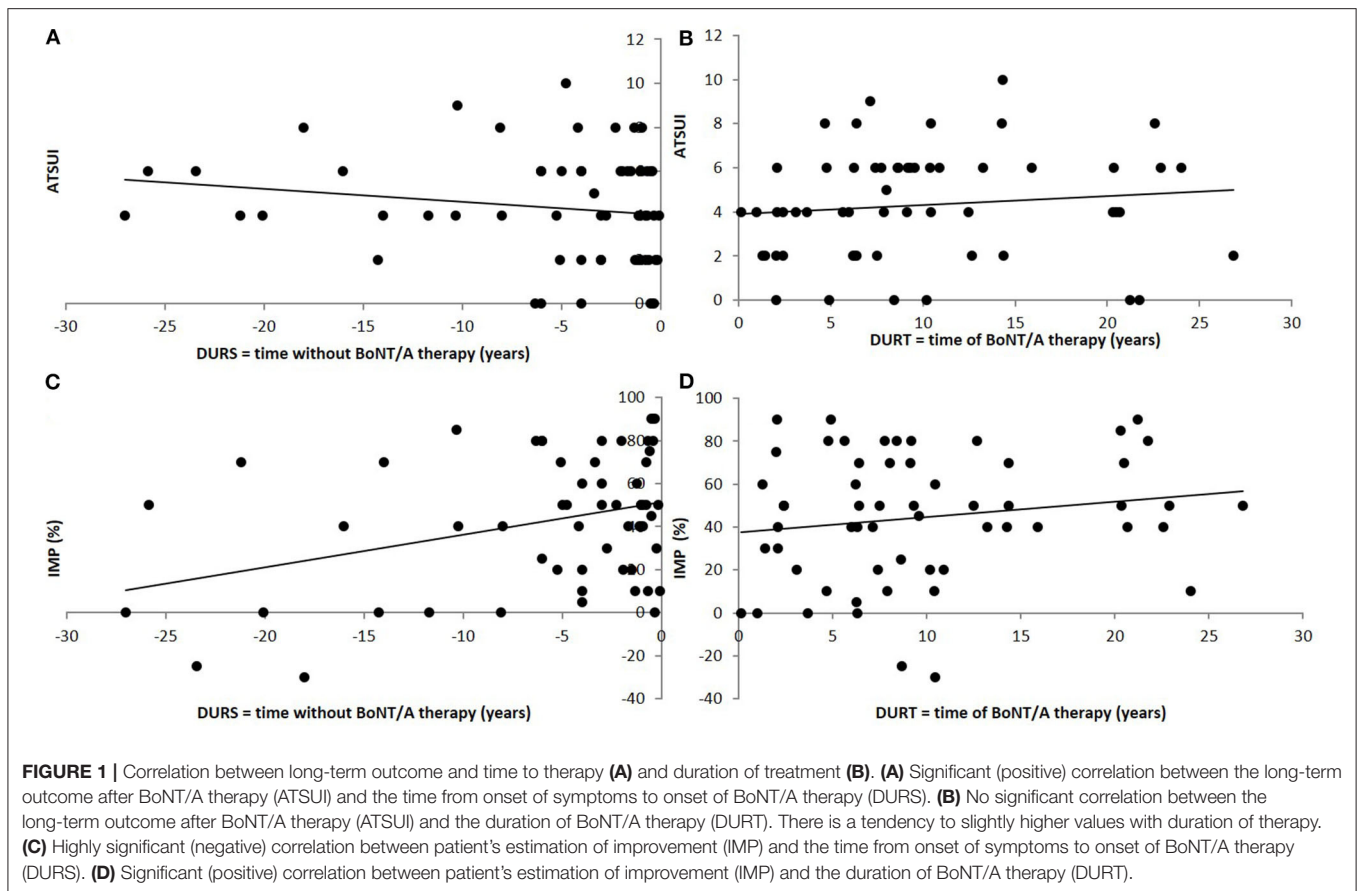 A
12
10
0
ATSUI
-30 -25 -20 -15 -10 -5 0
DURS = time without BoNT/A therapy (years)
B
12
10
8
6
4
2
0
ATSUI
0 5 10 15 20 25 30
DURT = time of BoNT/A therapy (years)
C
100
80
60
40
20
0
-20
-40
IMP (%)
-30 -25 -20 -15 -10 -5 0
DURS = time without BoNT/A therapy (years)
D
100
80
60
40
20
0
-20
-40
IMP (%)
0 5 10 15 20 25 30
DURT = time of BoNT/A therapy (years)
FIGURE 1 | Correlation between long-term outcome and time to therapy (A) and duration of treatment (B). (A) Significant (positive) correlation between the long-term
outcome after BoNT/A therapy (ATSUI) and the time from onset of symptoms to onset of BoNT/A therapy (DURS). (B) No significant correlation between the
long-term outcome after BoNT/A therapy (ATSUI) and the duration of BoNT/A therapy (DURT). There is a tendency to slightly higher values with duration of therapy.
(C) Highly significant (negative) correlation between patient's estimation of improvement (IMP) and the time from onset of symptoms to onset of BoNT/A therapy
(DURS). (D) Significant (positive) correlation between patient's estimation of improvement (IMP) and the duration of BoNT/A therapy (DURT).